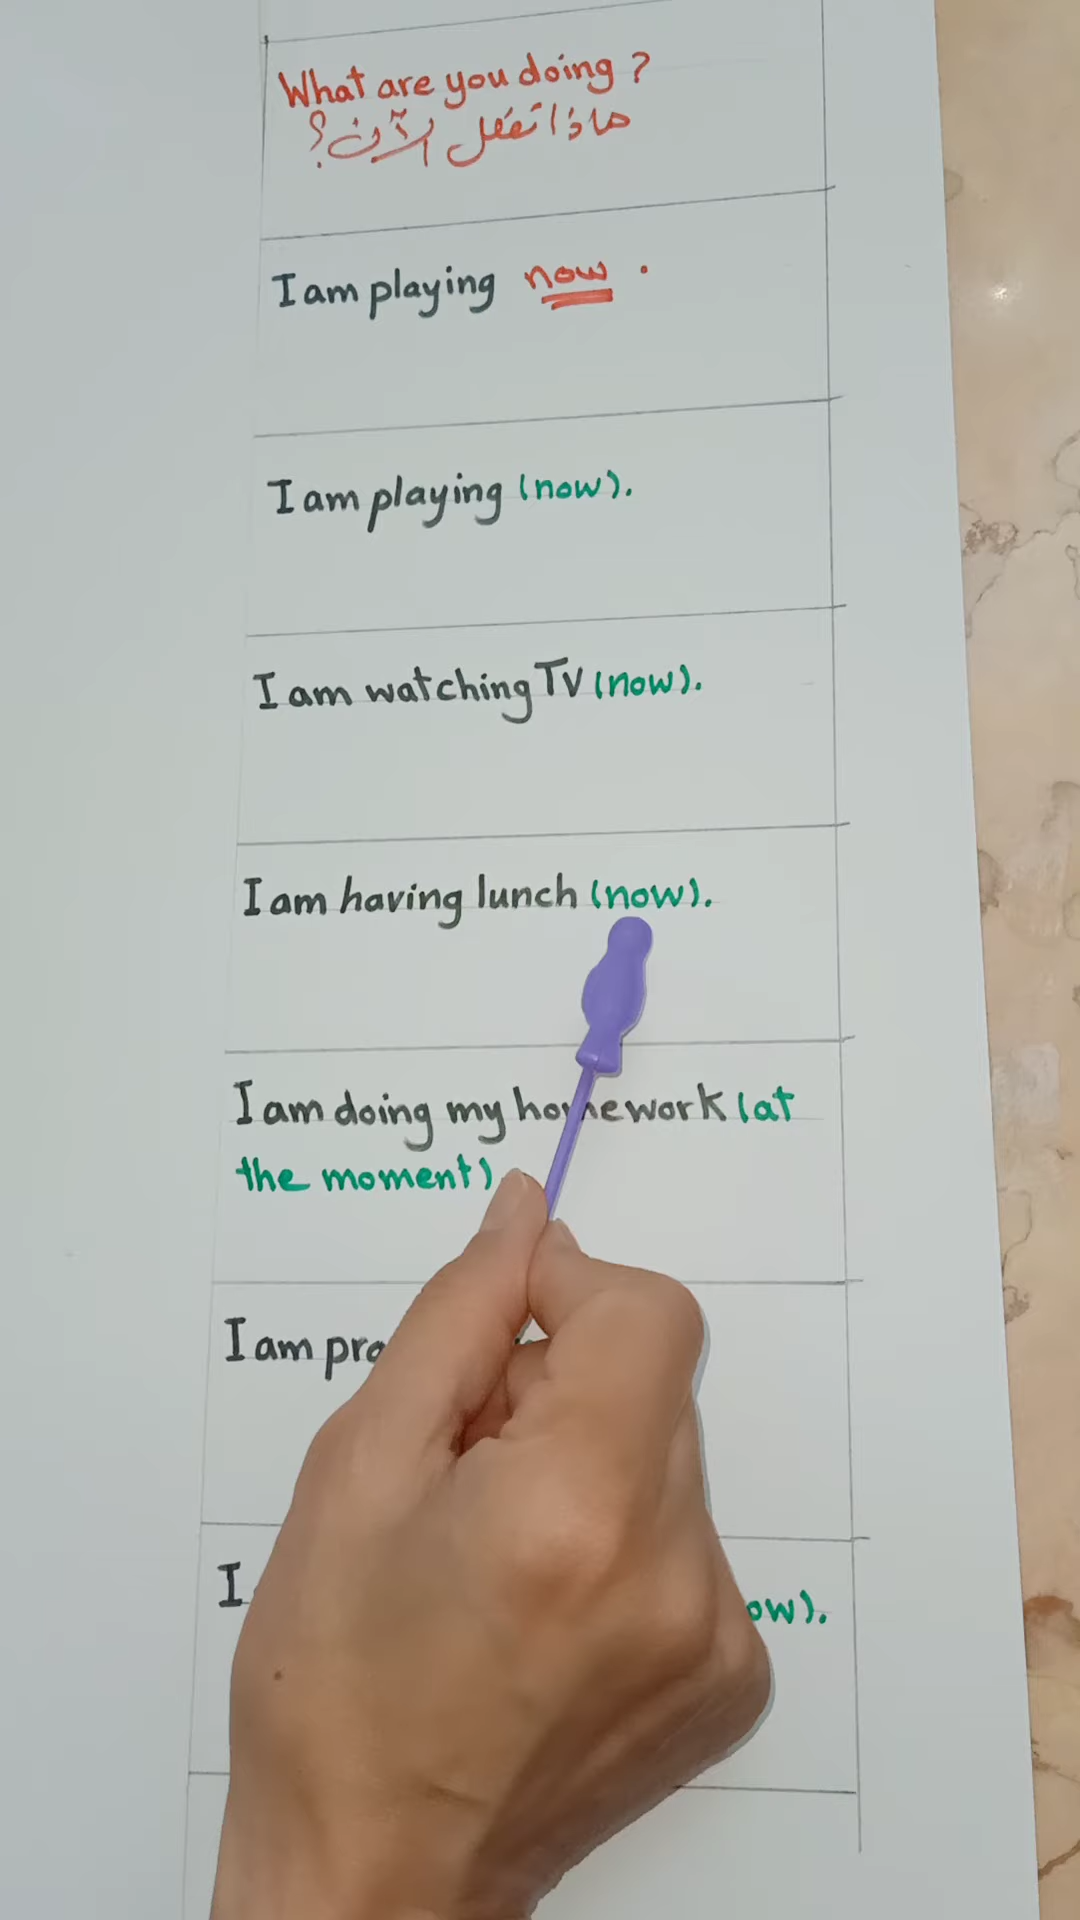 What are you doing ?
ماذا تفعل الآن؟
I am playing now .
I am playing (now).
I am watching TV (now).
I am having lunch (now).
I am doing my homework (at
the moment)
I am
I